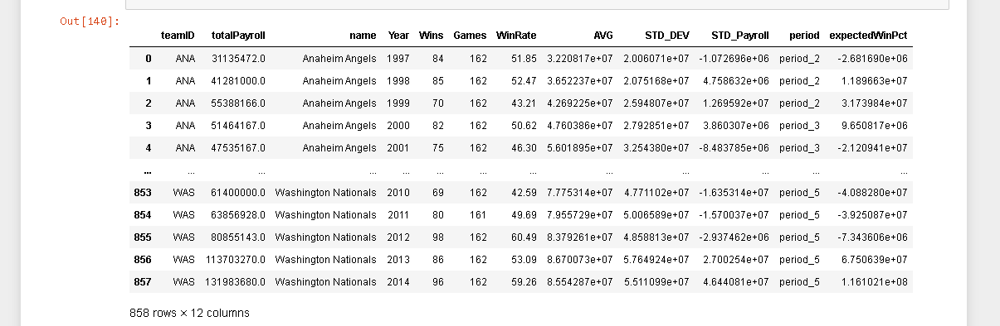 Out[140]:
teamID totalPayroll name Year Wins Games WinRate AVG STD_DEV STD_Payroll period expectedWinPct
0 ANA 31135472.0 Anaheim Angels 1997 84 162 51.85 3.220817e+07 2.006071e+07 -1.072696e+06 period_2 -2.681690e+06
1 ANA 41281000.0 Anaheim Angels 1998 85 162 52.47 3.652237e+07 2.075168e+07 4.758632e+06 period_2 1.189663e+07
2 ANA 55388166.0 Anaheim Angels 1999 70 162 43.21 4.269225e+07 2.594807e+07 1.269592e+07 period_2 3.173984e+07
3 ANA 51464167.0 Anaheim Angels 2000 82 162 50.62 4.760386e+07 2.792851e+07 3.860307e+06 period_3 9.650817e+06
4 ANA 47535167.0 Anaheim Angels 2001 75 162 46.30 5.601895e+07 3.254380e+07 -8.483785e+06 period_3 -2.120941e+07
... ... ... ... ... ... ... ... ... ... ... ... ...
853 WAS 61400000.0 Washington Nationals 2010 69 162 42.59 7.775314e+07 4.771102e+07 -1.635314e+07 period_5 -4.088280e+07
854 WAS 63856928.0 Washington Nationals 2011 80 161 49.69 7.955729e+07 5.006589e+07 -1.570037e+07 period_5 -3.925087e+07
855 WAS 80855143.0 Washington Nationals 2012 98 162 60.49 8.379261e+07 4.858813e+07 -2.937462e+06 period_5 -7.343606e+06
856 WAS 113703270.0 Washington Nationals 2013 86 162 53.09 8.670073e+07 5.764924e+07 2.700254e+07 period_5 6.750639e+07
857 WAS 131983680.0 Washington Nationals 2014 96 162 59.26 8.554287e+07 5.511099e+07 4.644081e+07 period_5 1.161021e+08
858 rows × 12 columns